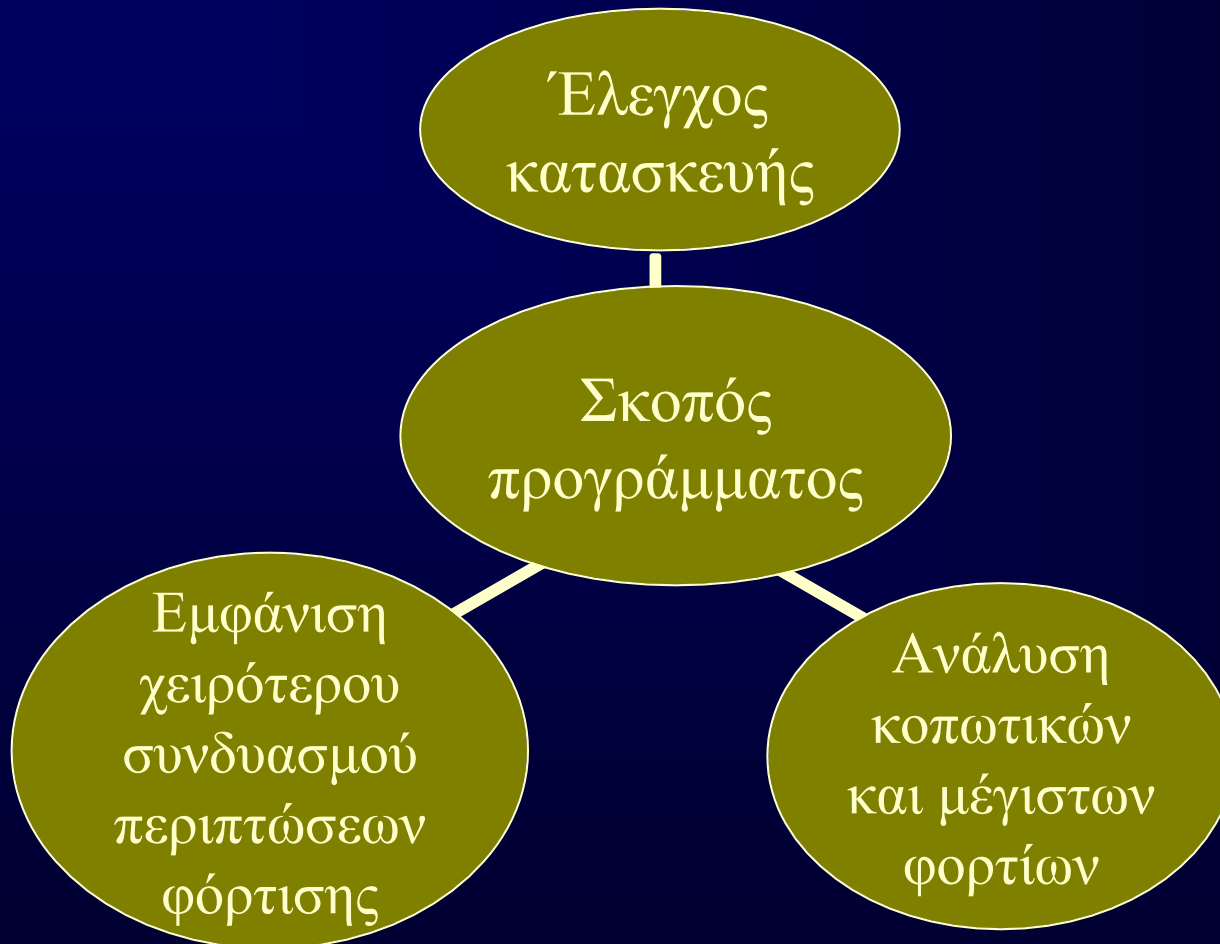 Έλεγχος
κατασκευής
Σκοπός
προγράμματος
Εμφάνιση
χειρότερου
συνδυασμού
περιπτώσεων
φόρτισης
Ανάλυση
κοπωτικών
και μέγιστων
φορτίων